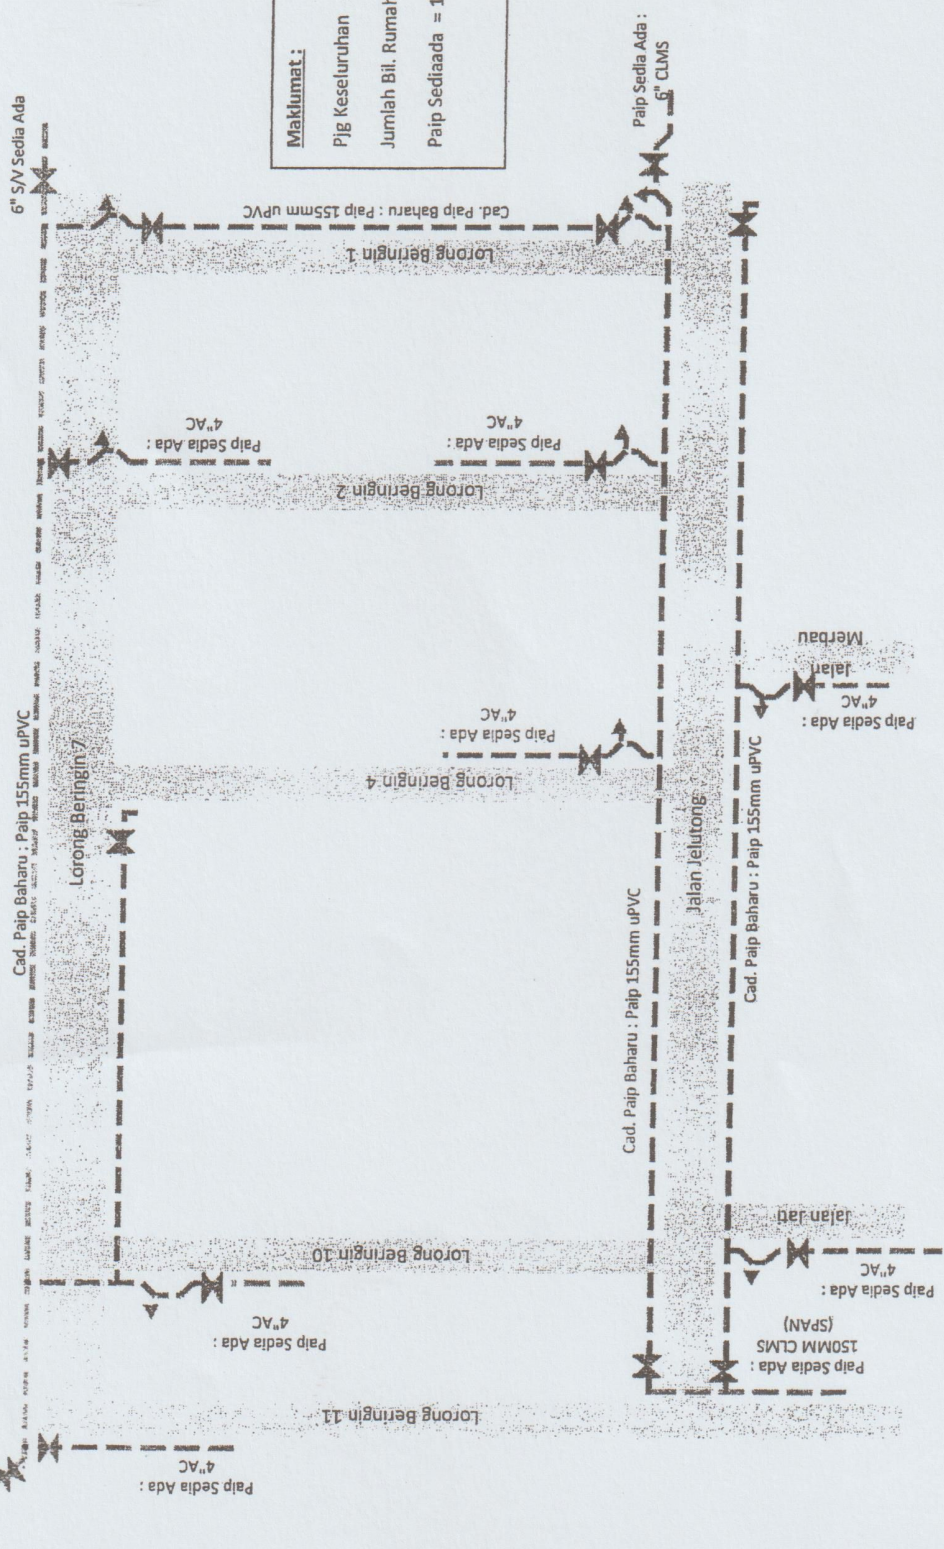 6" S/V Sedia Ada
Cad. Paip Baharu : Paip 155mm uPVC
Lorong Beringin 7
Maklumat :
Pjg Keseluruhan
Jumlah Bil. Rumah
Paip Sediaada = 1
Paip Sedia Ada :
6" CLMS
Cad. Paip Baharu : Paip 155mm uPVC
Lorong Beringin 1
Paip Sedia Ada :
4"AC
Paip Sedia Ada :
4"AC
Lorong Beringin 2
Paip Sedia Ada :
4"AC
Lorong Beringin 4
Jalan
Merbau
Paip Sedia Ada :
4"AC
Cad. Paip Baharu : Paip 155mm uPVC
Jalan Jelutong
Cad. Paip Baharu : Paip 155mm uPVC
Lorong Beringin 10
Jalan Jati
Paip Sedia Ada :
4"AC
Paip Sedia Ada :
4"AC
Paip Sedia Ada :
150MM CLMS
(SPAN)
Lorong Beringin 11
Paip Sedia Ada :
4"AC